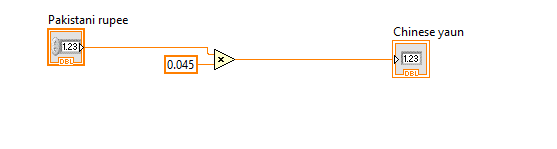 Pakistani rupee
Chinese yaun
1.23
DBL
0.045
×
1.23
DBL